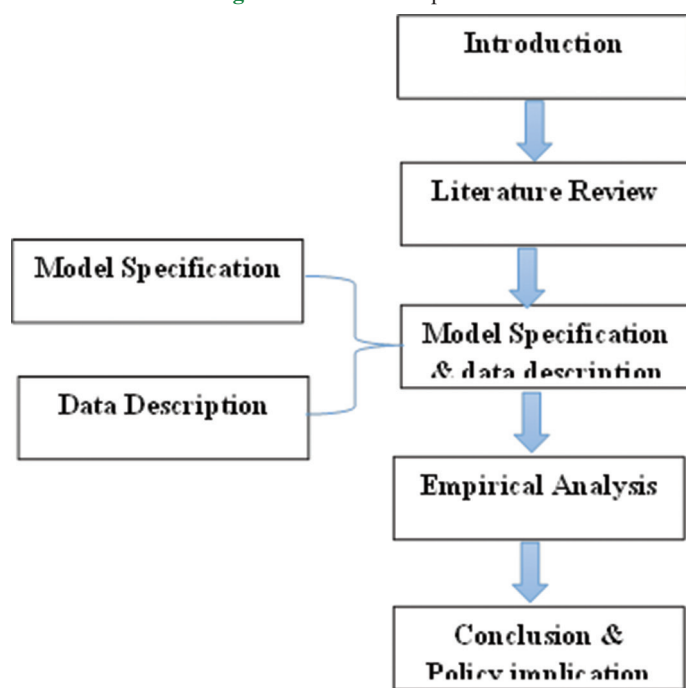 Introduction
Literature Review
Model Specification
Model Specification
& data description
Data Description
Empirical Analysis
Conclusion &
Policy implication